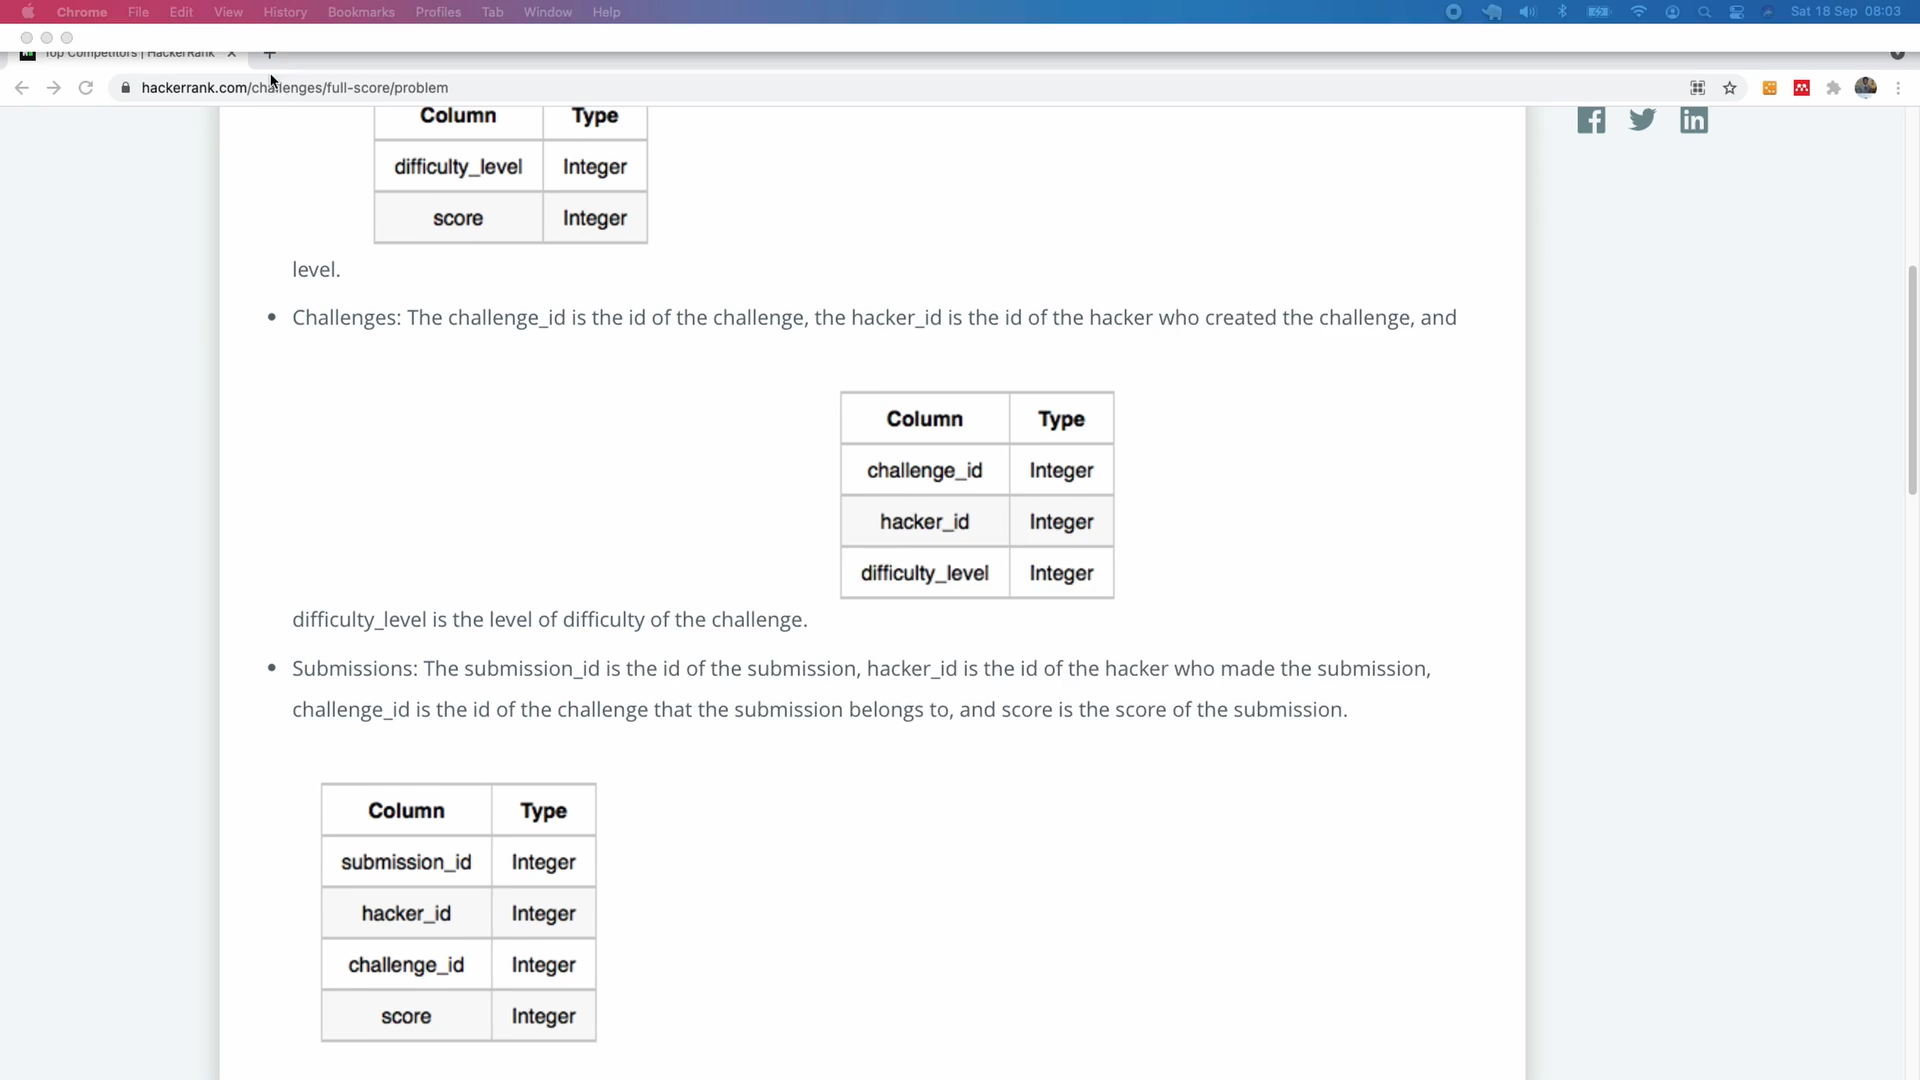 Chrome File Edit View History Bookmarks Profiles Tab Window Help Sat 18 Sep 08:03
Top Competitors | HackerRank
hackerrank.com/challenges/full-score/problem
Column Type
difficulty_level Integer
score Integer
level.
Challenges: The challenge_id is the id of the challenge, the hacker_id is the id of the hacker who created the challenge, and
Column Type
challenge_id Integer
hacker_id Integer
difficulty_level Integer
difficulty_level is the level of difficulty of the challenge.
Submissions: The submission_id is the id of the submission, hacker_id is the id of the hacker who made the submission,
challenge_id is the id of the challenge that the submission belongs to, and score is the score of the submission.
Column Type
submission_id Integer
hacker_id Integer
challenge_id Integer
score Integer